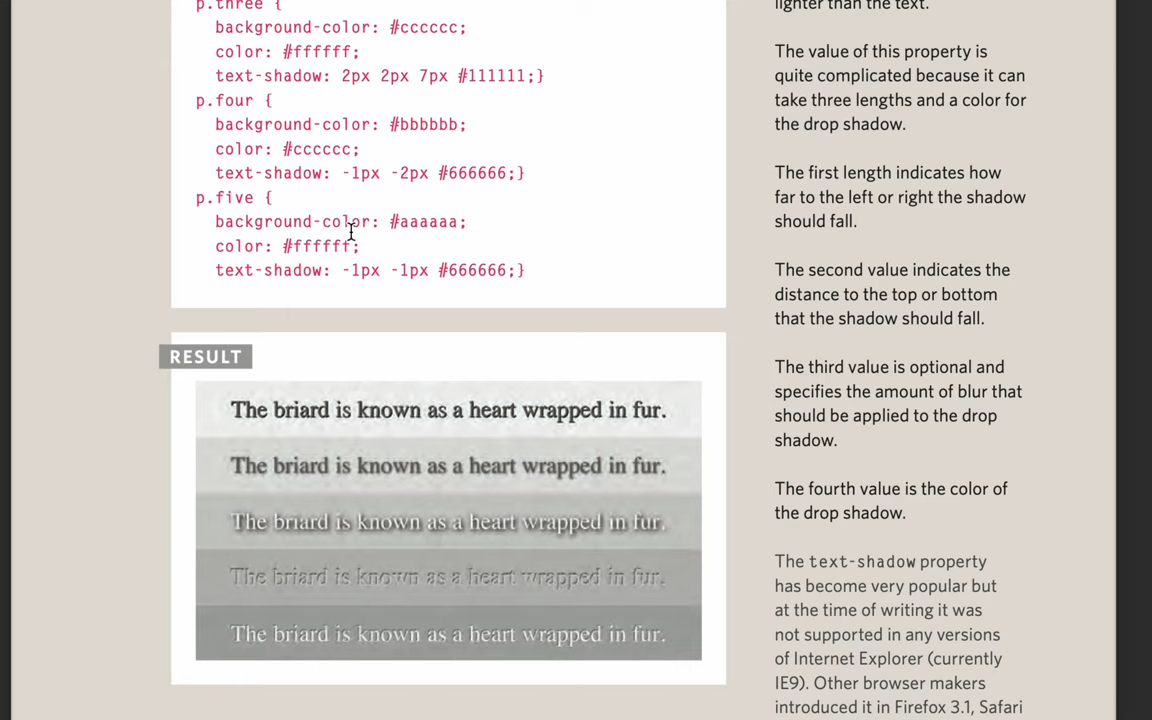 p.three {
background-color: #cccccc;
color: #ffffff;
text-shadow: 2px 2px 7px #111111;}
p.four {
background-color: #bbbbbb;
color: #cccccc;
text-shadow: -1px -2px #666666;}
p.five {
background-color: #aaaaaa;
color: #ffffff;
text-shadow: -1px -1px #666666;}
RESULT
The briard is known as a heart wrapped in fur.
The briard is known as a heart wrapped in fur.
The briard is known as a heart wrapped in fur.
The briard is known as a heart wrapped in fur.
The briard is known as a heart wrapped in fur.
lighter than the text.
The value of this property is
quite complicated because it can
take three lengths and a color for
the drop shadow.
The first length indicates how
far to the left or right the shadow
should fall.
The second value indicates the
distance to the top or bottom
that the shadow should fall.
The third value is optional and
specifies the amount of blur that
should be applied to the drop
shadow.
The fourth value is the color of
the drop shadow.
The text-shadow property
has become very popular but
at the time of writing it was
not supported in any versions
of Internet Explorer (currently
IE9). Other browser makers
introduced it in Firefox 3.1, Safari